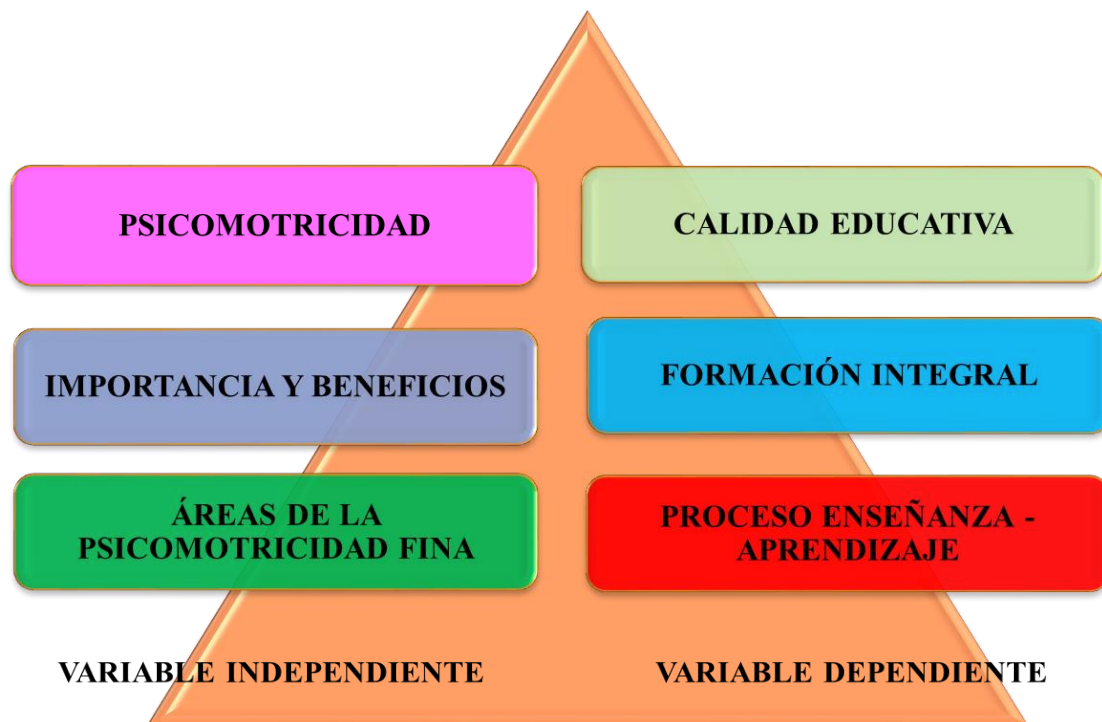 PSICOMOTRICIDAD
IMPORTANCIA Y BENEFICIOS
ÁREAS DE LA
PSICOMOTRICIDAD FINA
VARIABLE INDEPENDIENTE
CALIDAD EDUCATIVA
FORMACIÓN INTEGRAL
PROCESO ENSEÑANZA -
APRENDIZAJE
VARIABLE DEPENDIENTE